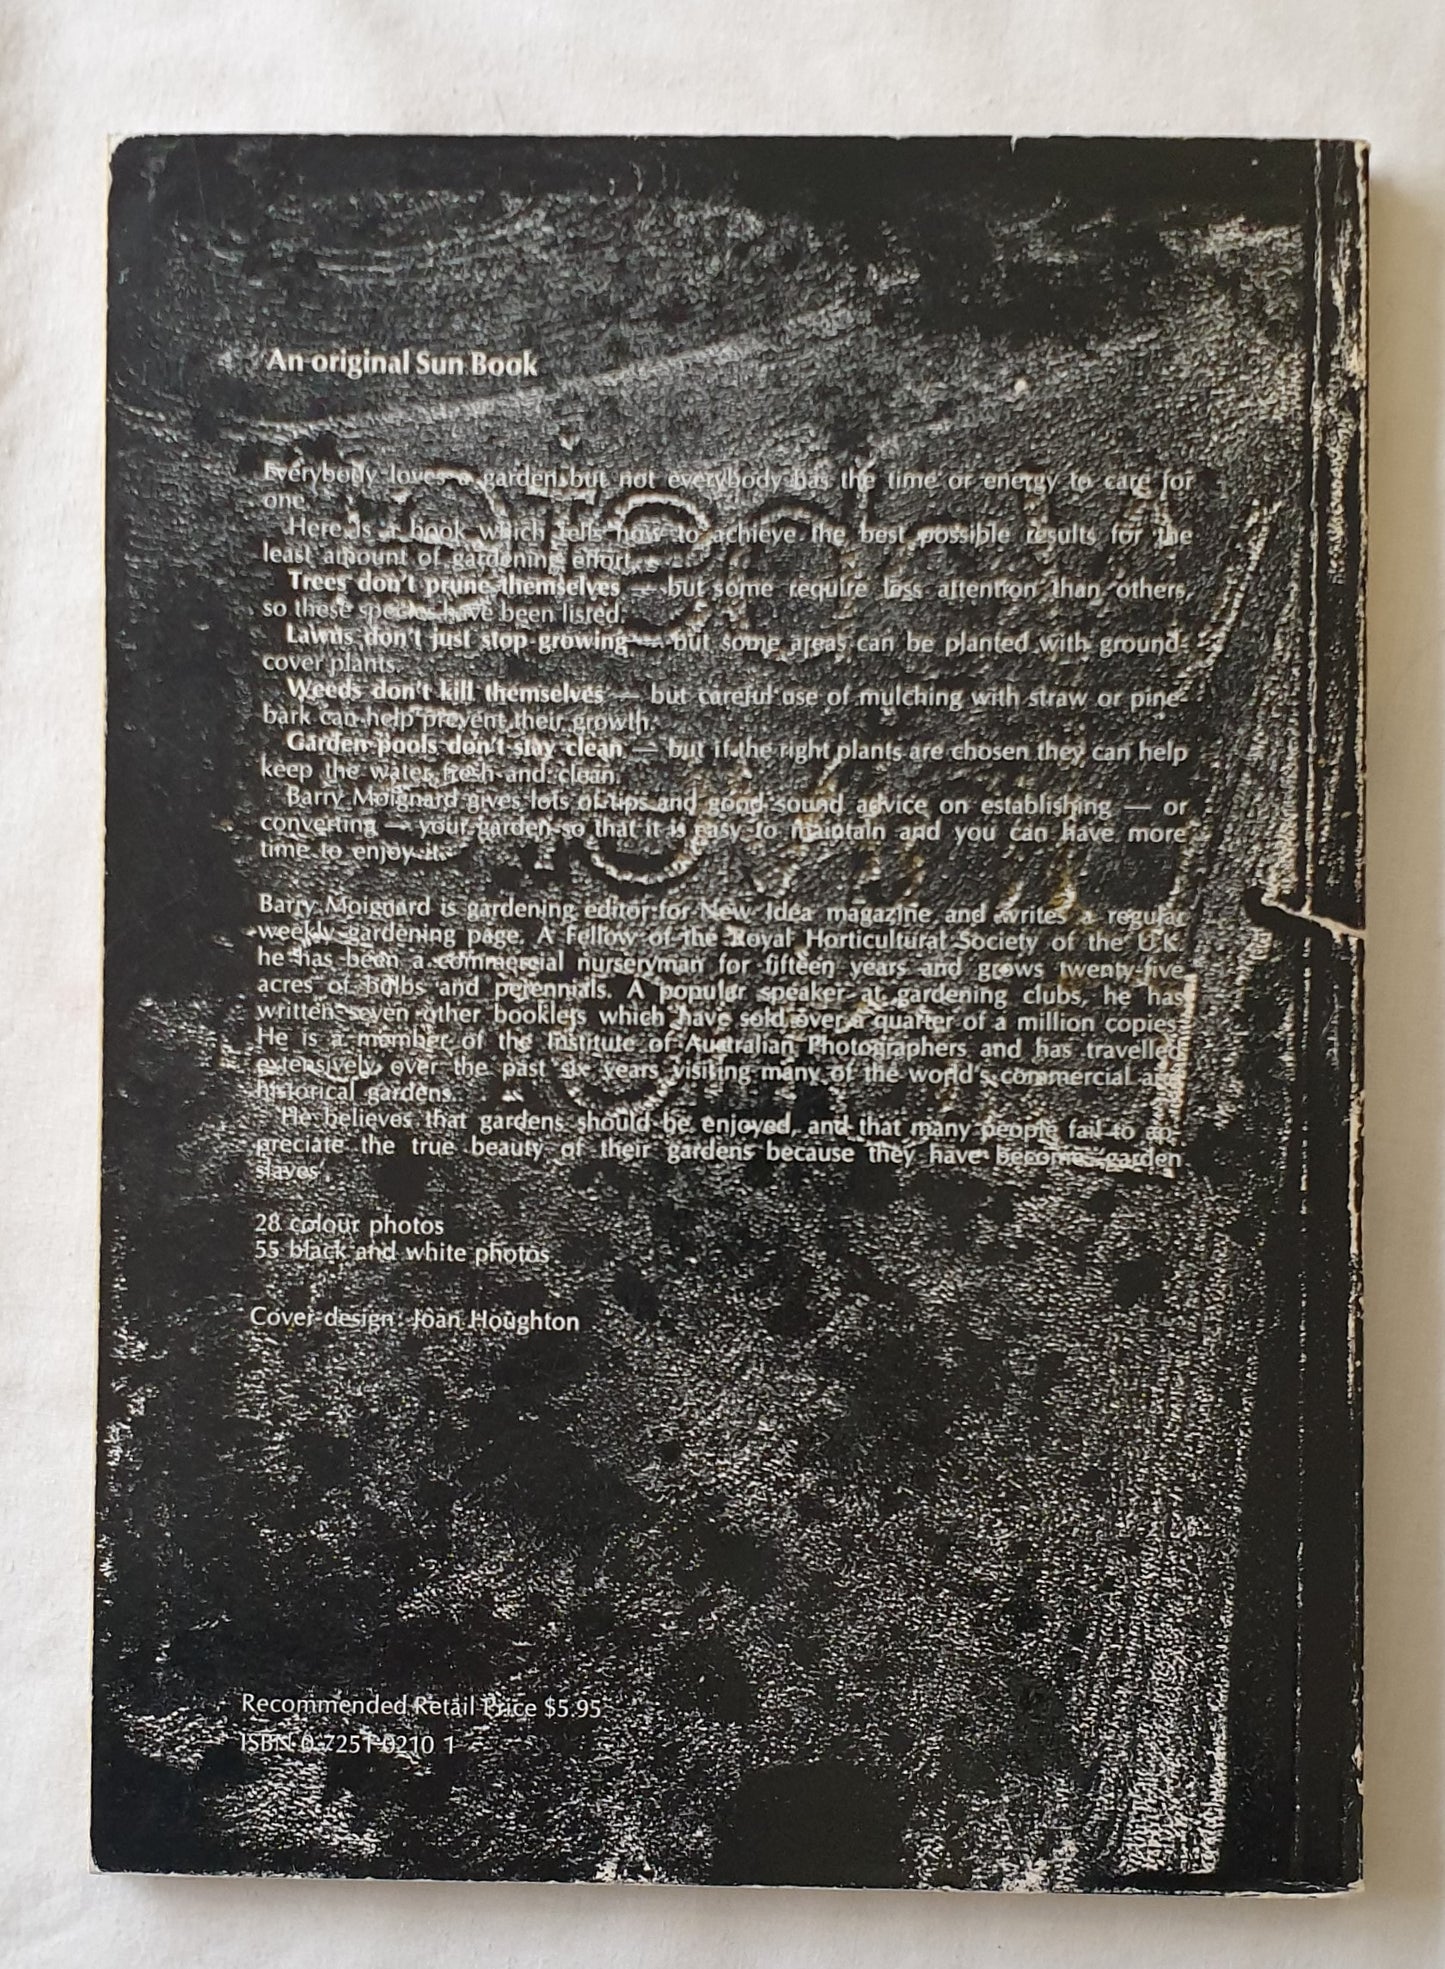 An original Sun Book
Everybody loves a garden but not everybody has the time or energy to care for
one.
Here is a book which tells how to achieve the best possible results for the
least amount of gardening effort.
Trees don't prune themselves — but some require less attention than others,
so these species have been listed.
Lawns don't just stop growing — but some areas can be planted with ground-
cover plants.
Weeds don't kill themselves — but careful use of mulching with straw or pine-
bark can help prevent their growth.
Garden pools don't stay clean — but if the right plants are chosen they can help
keep the water fresh and clean.
Barry Moignard gives lots of tips and good sound advice on establishing — or
converting — your garden so that it is easy to maintain and you can have more
time to enjoy it.
Barry Moignard is gardening editor for New Idea magazine and writes a regular
weekly gardening page. A Fellow of the Royal Horticultural Society of the U.K.
he has been a commercial nurseryman for fifteen years and grows twenty-five
acres of bulbs and perennials. A popular speaker at gardening clubs, he has
written seven other booklets which have sold over a quarter of a million copies.
He is a member of the Institute of Australian Photographers and has travelled
extensively over the past six years visiting many of the world's commercial and
historical gardens.
He believes that gardens should be enjoyed, and that many people fail to ap-
preciate the true beauty of their gardens because they have become 'garden
slaves'.
28 colour photos
55 black and white photos
Cover design: Joan Houghton
Recommended Retail Price $5.95
ISBN 0 7251 0210 1